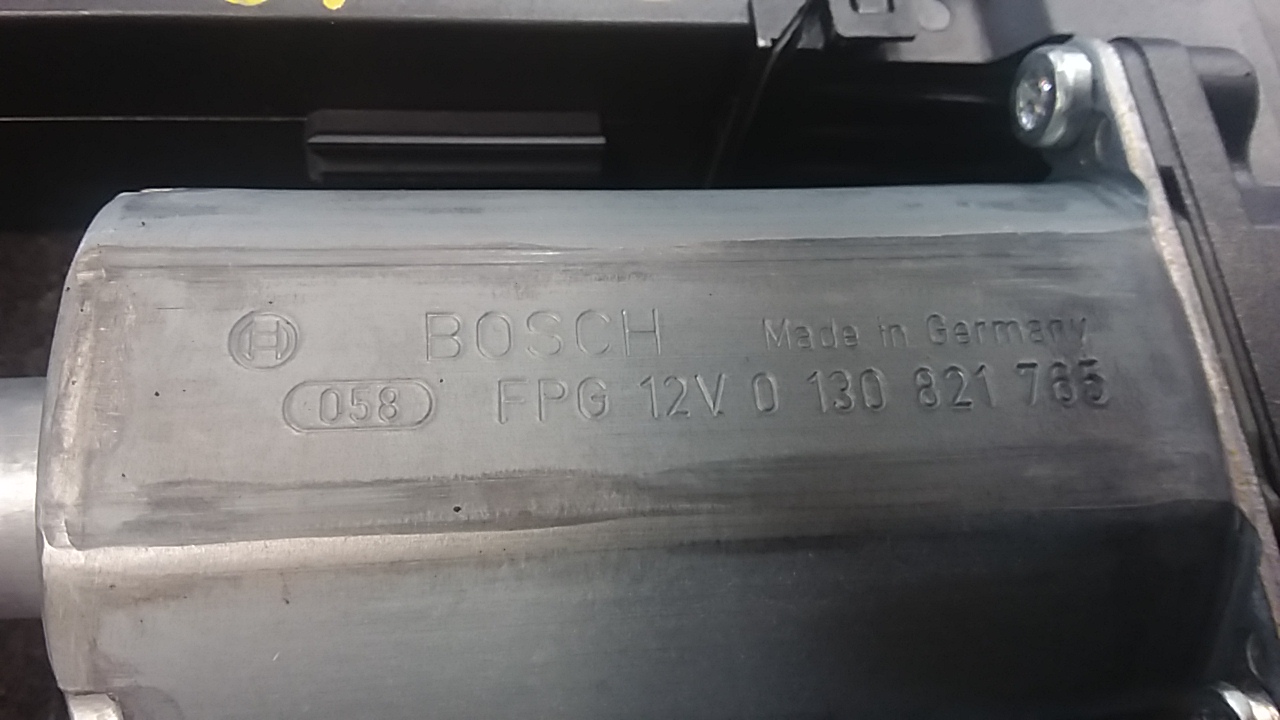 BOSCH Made in Germany
058 FPG 12V 0 130 821 765